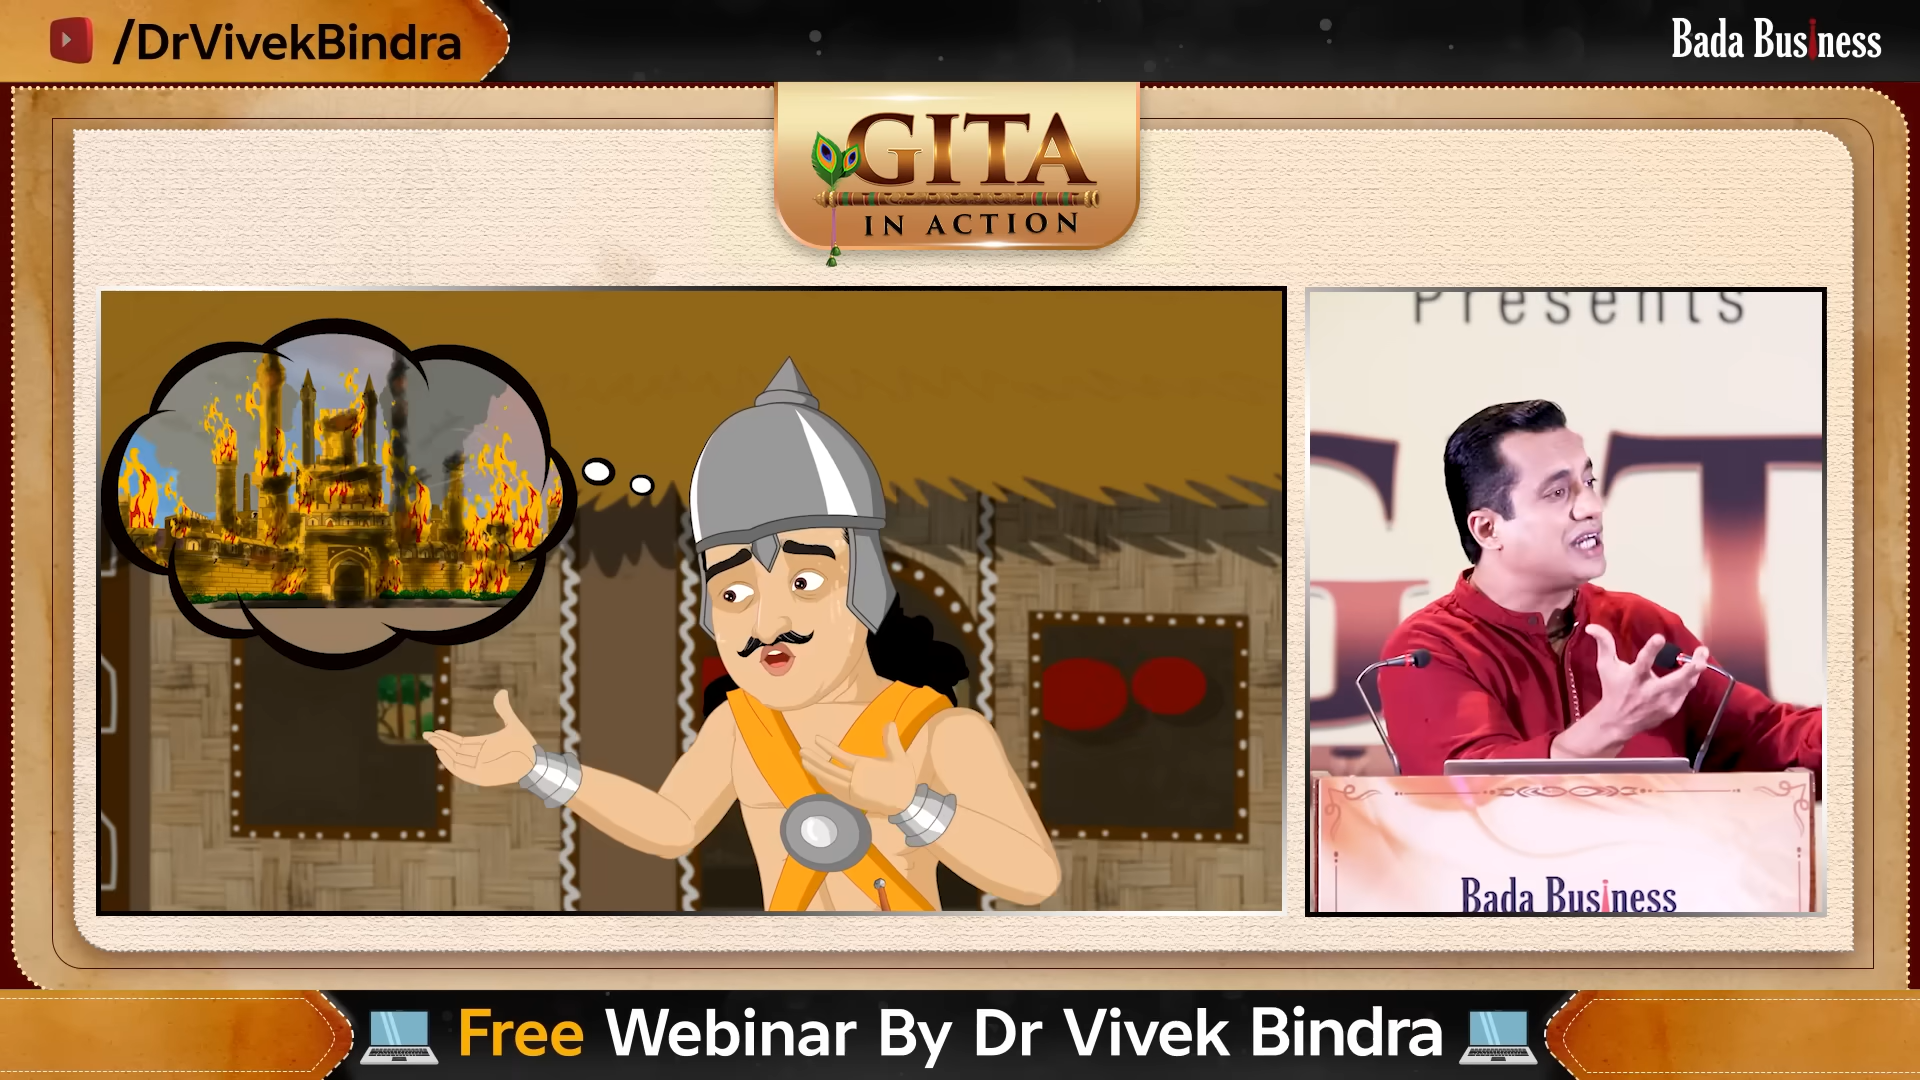 /DrVivekBindra
Bada Business
GITA
IN ACTION
Presents
G T
Bada Business
Free Webinar By Dr Vivek Bindra